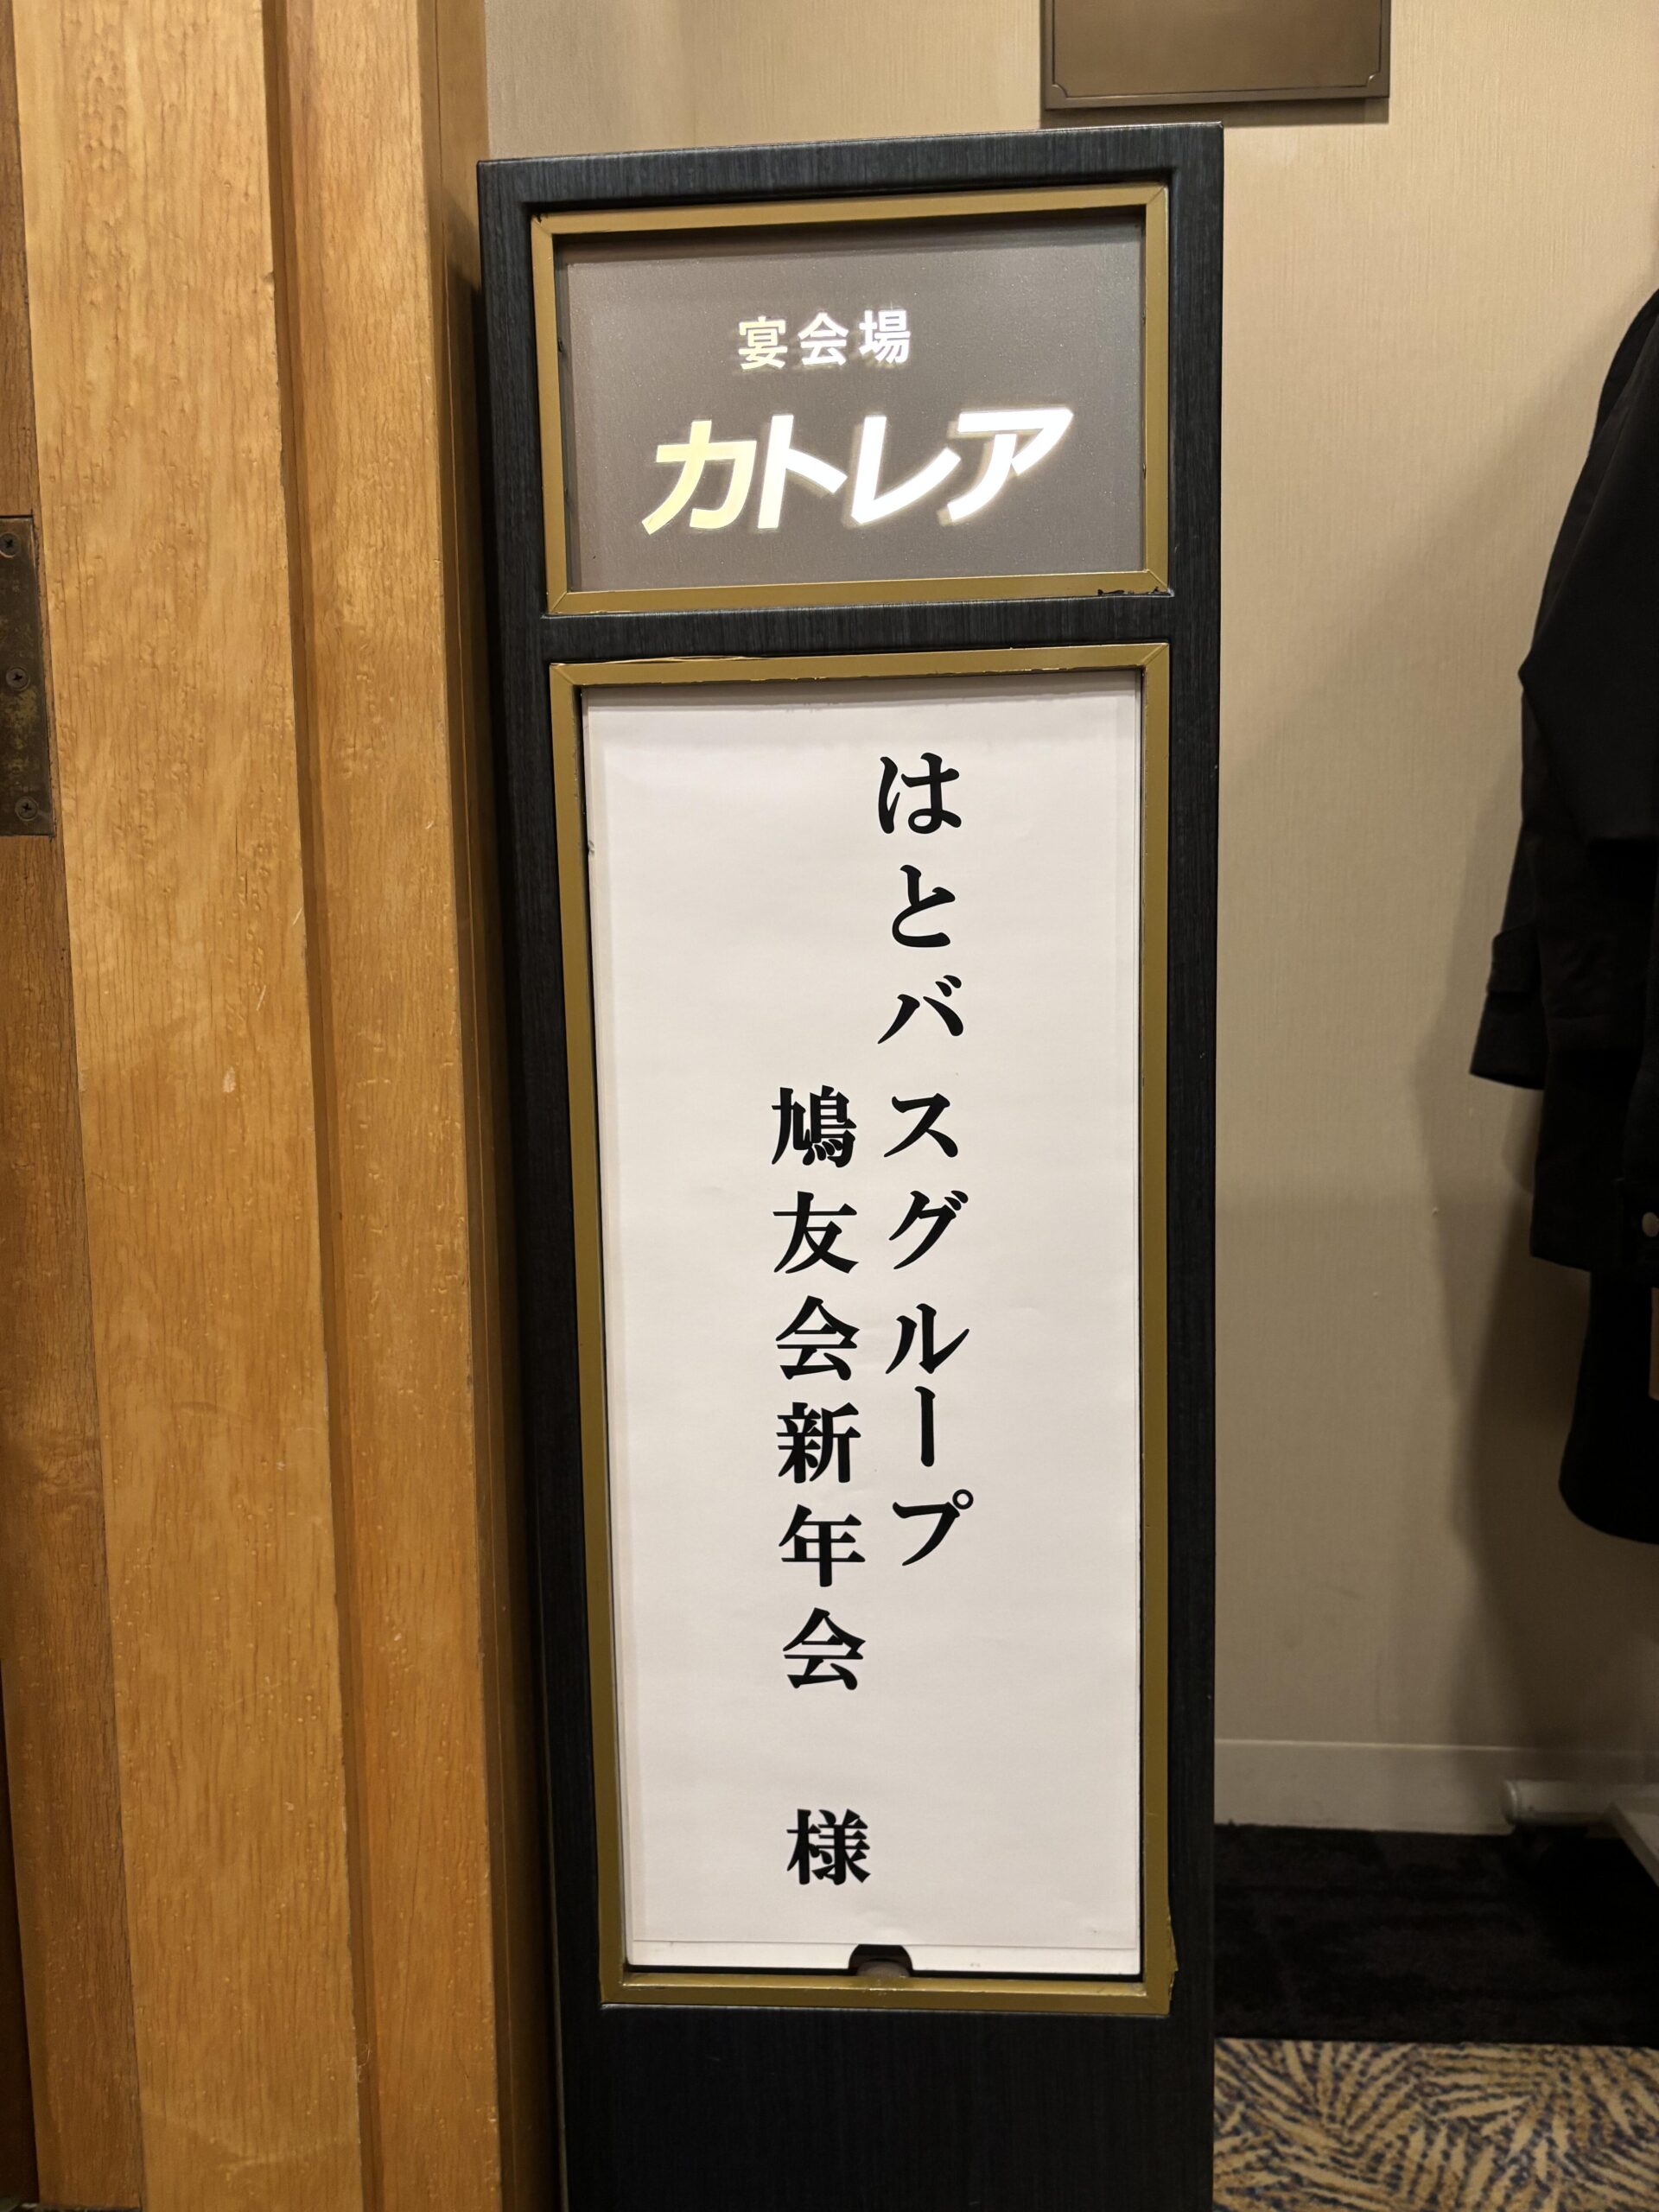 宴会場
カトレア
はとバスグループ
鳩友会新年会 様